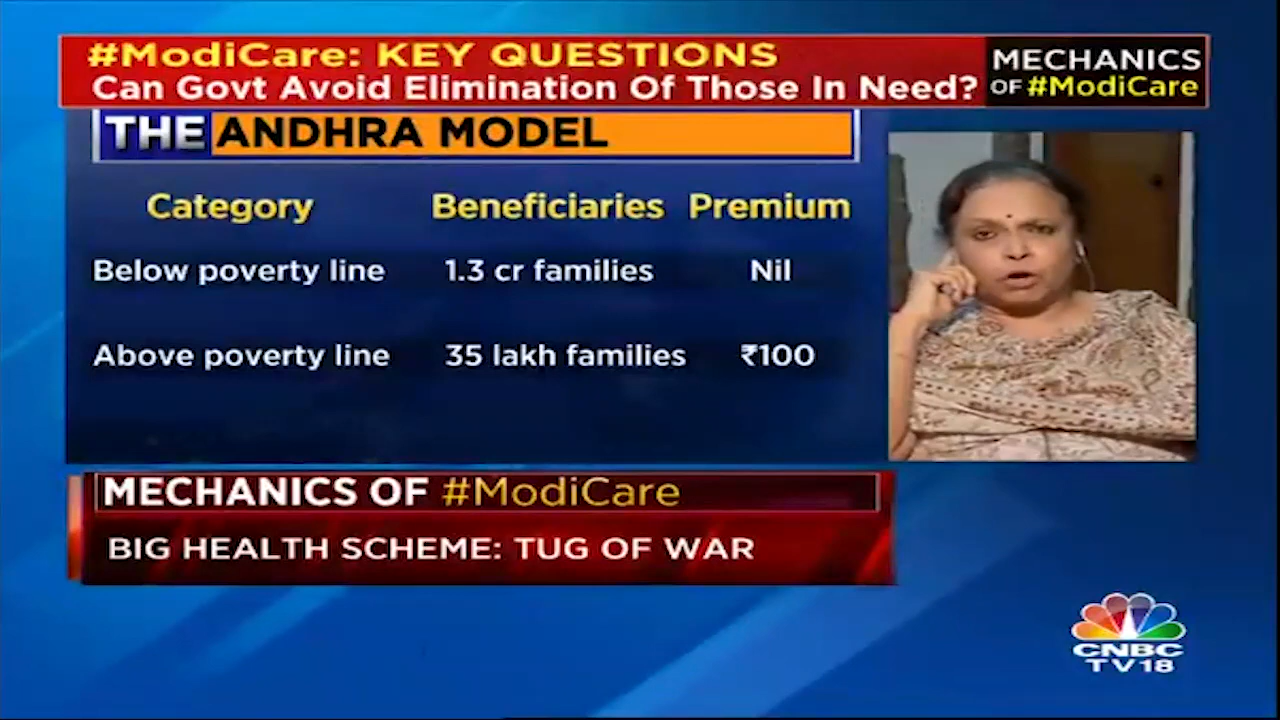 #ModiCare: KEY QUESTIONS
Can Govt Avoid Elimination Of Those In Need?
MECHANICS
OF #ModiCare
THE ANDHRA MODEL
Category Beneficiaries Premium
Below poverty line 1.3 cr families Nil
Above poverty line 35 lakh families ₹100
MECHANICS OF #ModiCare
BIG HEALTH SCHEME: TUG OF WAR
CNBC
TV18